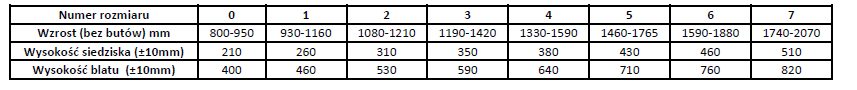 Numer rozmiaru 0 1 2 3 4 5 6 7
Wzrost (bez butów) mm 800-950 930-1160 1080-1210 1190-1420 1330-1590 1460-1765 1590-1880 1740-2070
Wysokość siedziska (±10mm) 210 260 310 350 380 430 460 510
Wysokość blatu (±10mm) 400 460 530 590 640 710 760 820